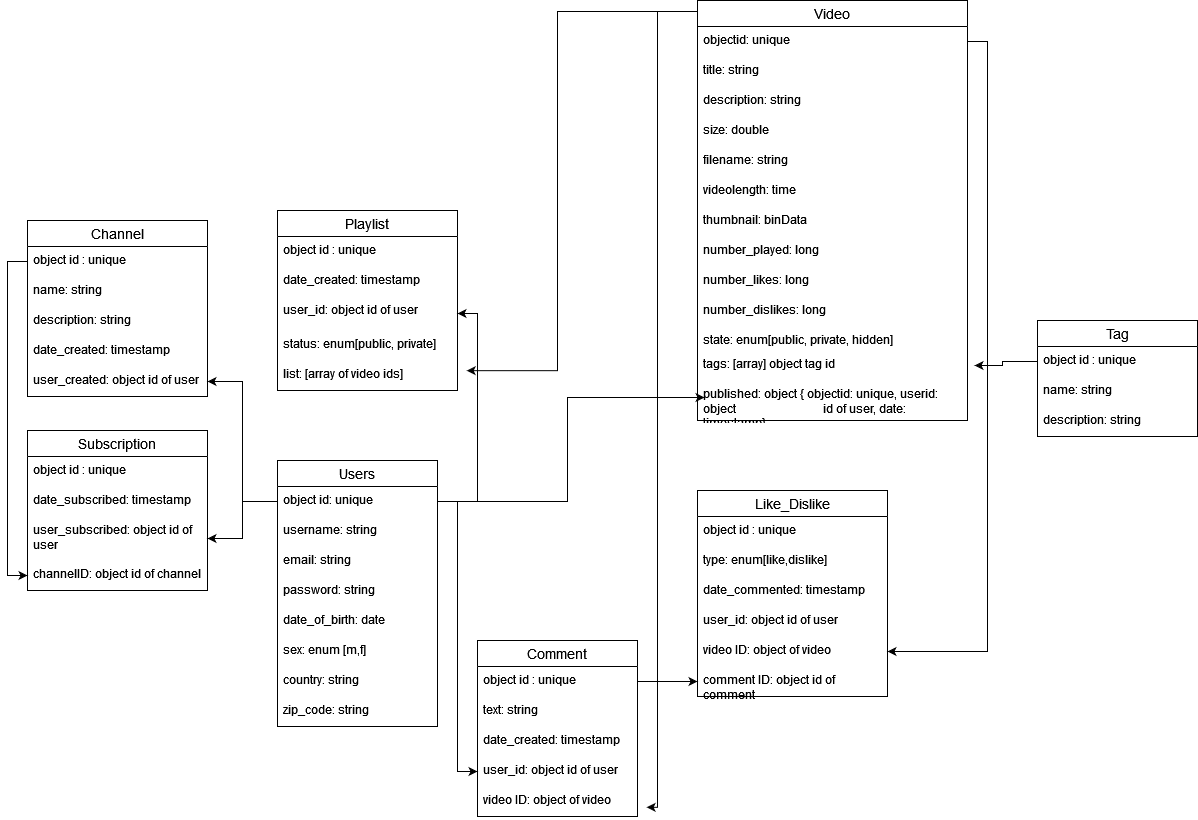 Video
objectid: unique
title: string
description: string
size: double
filename: string
videolength: time
thumbnail: binData
number_played: long
number_likes: long
number_dislikes: long
state: enum[public, private, hidden]
tags: [array] object tag id
published: object { objectid: unique, userid:
object id of user, date:
timestamp}
Channel
object id : unique
name: string
description: string
date_created: timestamp
user_created: object id of user
Playlist
object id : unique
date_created: timestamp
user_id: object id of user
status: enum[public, private]
list: [array of video ids]
Tag
object id : unique
name: string
description: string
Subscription
object id : unique
date_subscribed: timestamp
user_subscribed: object id of
user
channelID: object id of channel
Users
object id: unique
username: string
email: string
password: string
date_of_birth: date
sex: enum [m,f]
country: string
zip_code: string
Like_Dislike
object id : unique
type: enum[like,dislike]
date_commented: timestamp
user_id: object id of user
video ID: object of video
comment ID: object id of
comment
Comment
object id : unique
text: string
date_created: timestamp
user_id: object id of user
video ID: object of video